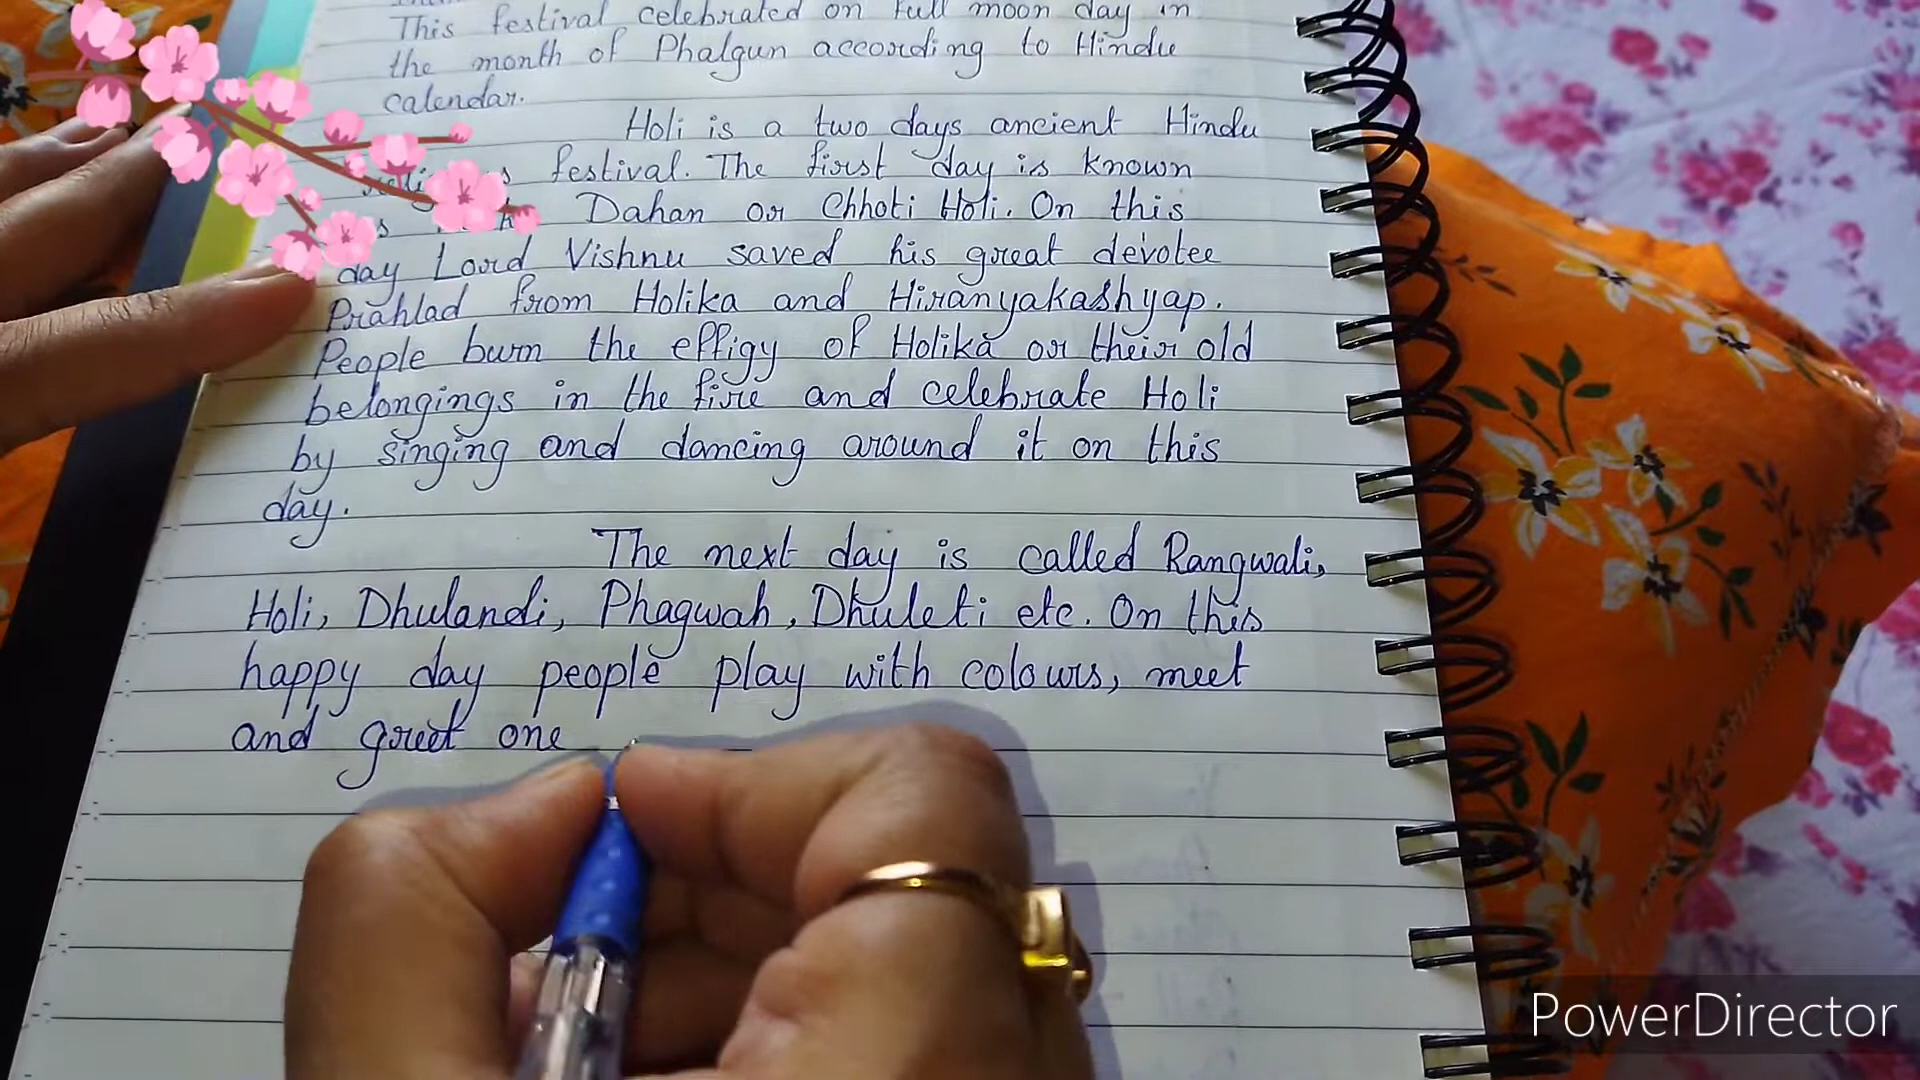 This festival celebrated on Full moon day in
the month of Phalgun according to Hindu
calendar.
Holi is a two days ancient Hindu
festival. The first day is known
Dahan or Chhoti Holi. On this
day Lord Vishnu saved his great devotee
Prahlad from Holika and Hiranyakashyap.
People burn the effigy of Holika or their old
belongings in the fire and celebrate Holi
by singing and dancing around it on this
day.
The next day is called Rangwali,
Holi, Dhulandi, Phagwah, Dhuleti etc. On this
happy day people play with colours, meet
and greet one
PowerDirector